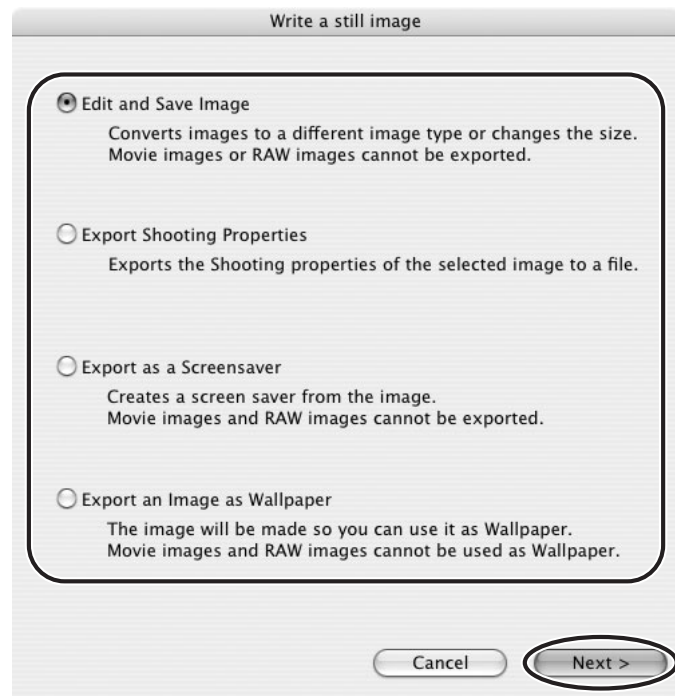 Write a still image
Edit and Save Image
Converts images to a different image type or changes the size.
Movie images or RAW images cannot be exported.
Export Shooting Properties
Exports the Shooting properties of the selected image to a file.
Export as a Screensaver
Creates a screen saver from the image.
Movie images and RAW images cannot be exported.
Export an Image as Wallpaper
The image will be made so you can use it as Wallpaper.
Movie images and RAW images cannot be used as Wallpaper.
Cancel
Next >